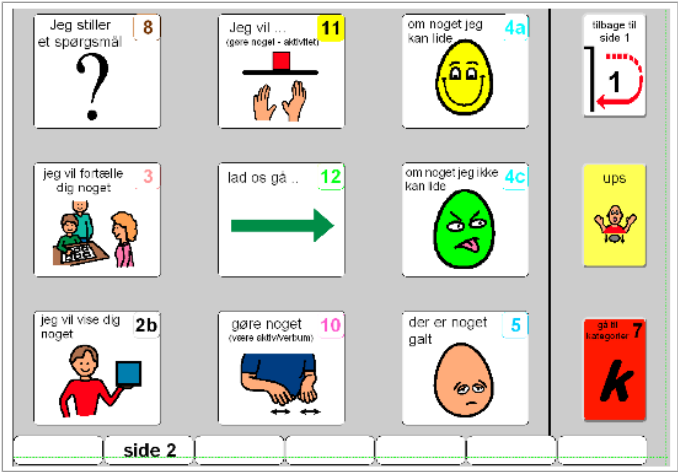 Jeg stiller 8
et spørgsmål
?
Jeg vil ... 11
(gøre noget - aktivitet)
om noget jeg 4a
kan lide
tilbage til
side 1
1
jeg vil fortælle 3
dig noget
lad os gå .. 12
om noget jeg ikke 4c
kan lide
ups
jeg vil vise dig 2b
noget
gøre noget 10
(være aktiv/verbum)
der er noget 5
galt
gå til
kategorier 7
k
side 2